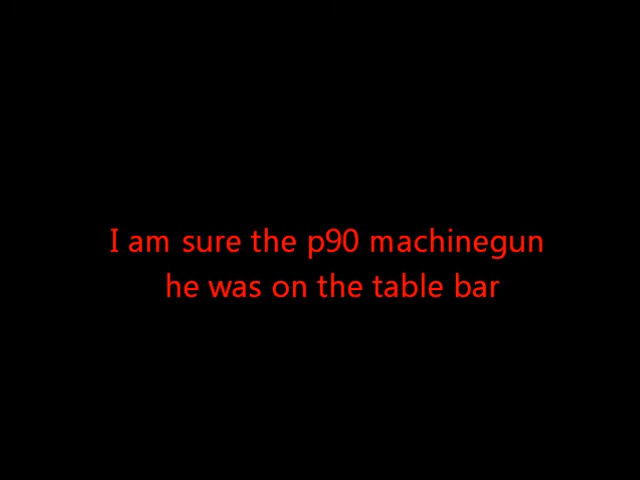 I am sure the p90 machinegun
he was on the table bar